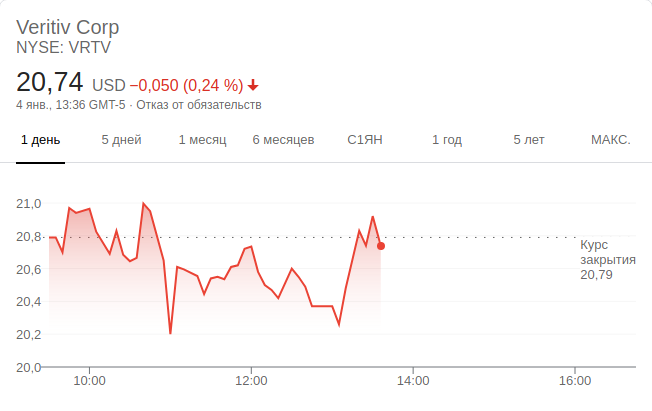 Veritiv Corp
NYSE: VRTV
20,74 USD −0,050 (0,24 %)
4 янв., 13:36 GMT-5 · Отказ от обязательств
1 день 5 дней 1 месяц 6 месяцев С1ЯН 1 год 5 лет МАКС.
21,0
20,8
Курс
закрытия
20,79
20,6
20,4
20,2
20,0
10:00 12:00 14:00 16:00